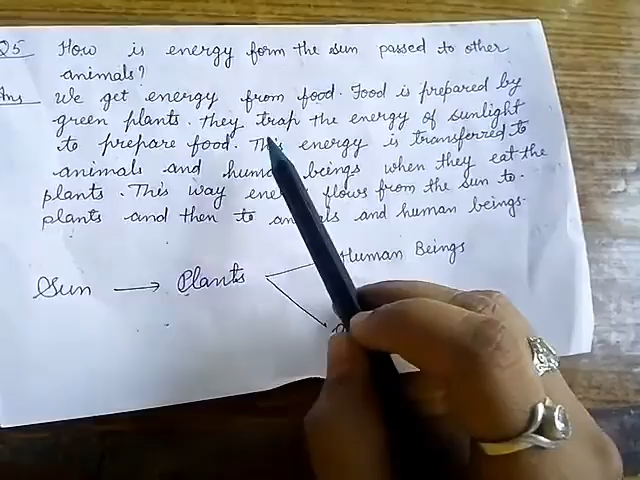 Q5 How is energy form the sun passed to other
animals?
Ans We get energy from food. Food is prepared by
green plants. They trap the energy of sunlight
to prepare food. This energy is transferred to
animals and human beings when they eat the
plants. This way flows from the sun to
plants and then to and human beings.
Human Beings
Sun → Plants